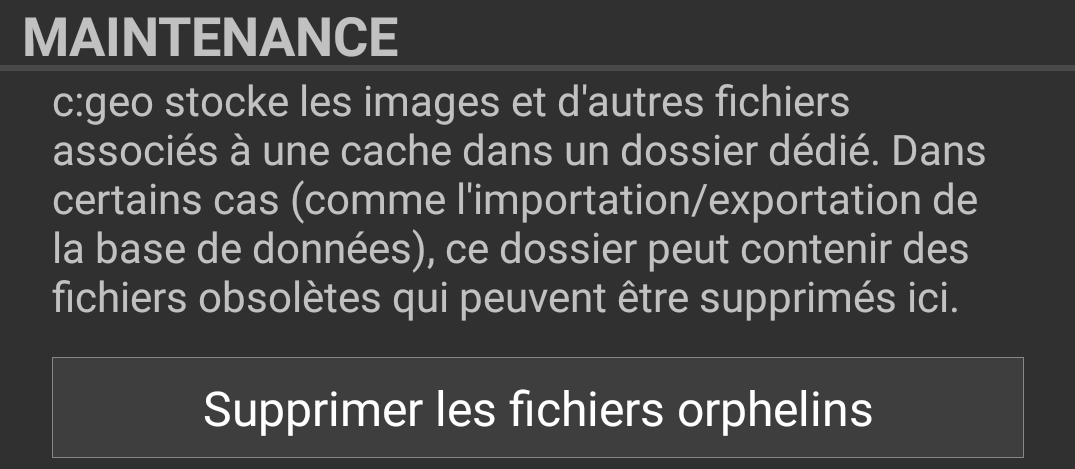 MAINTENANCE
c:geo stocke les images et d'autres fichiers
associés à une cache dans un dossier dédié. Dans
certains cas (comme l'importation/exportation de
la base de données), ce dossier peut contenir des
fichiers obsolètes qui peuvent être supprimés ici.
Supprimer les fichiers orphelins